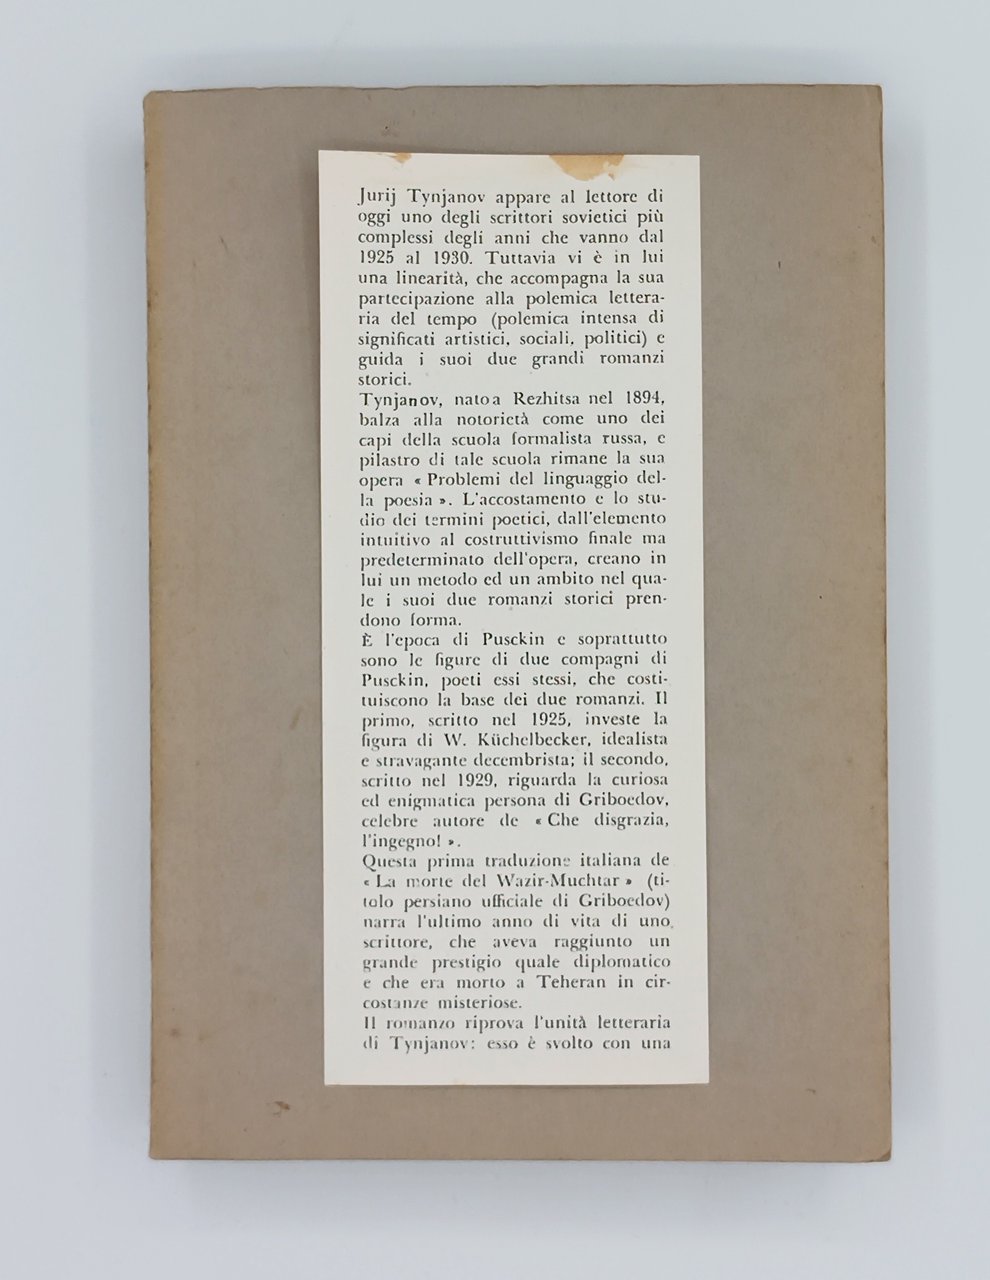 Jurij Tynjanov appare al lettore di
oggi uno degli scrittori sovietici più
complessi degli anni che vanno dal
1925 al 1930. Tuttavia vi è in lui
una linearità, che accompagna la sua
partecipazione alla polemica lettera-
ria del tempo (polemica intensa di
significati artistici, sociali, politici) e
guida i suoi due grandi romanzi
storici.
Tynjanov, nato a Rezhitsa nel 1894,
balza alla notorietà come uno dei
capi della scuola formalista russa, e
pilastro di tale scuola rimane la sua
opera « Problemi del linguaggio del-
la poesia ». L'accostamento e lo stu-
dio dei termini poetici, dall'elemento
intuitivo al costruttivismo finale ma
predeterminato dell'opera, creano in
lui un metodo ed un ambito nel qua-
le i suoi due romanzi storici pren-
dono forma.
È l'epoca di Pusckin e soprattutto
sono le figure di due compagni di
Pusckin, poeti essi stessi, che costi-
tuiscono la base dei due romanzi. Il
primo, scritto nel 1925, investe la
figura di W. Küchelbecker, idealista
e stravagante decembrista; il secondo,
scritto nel 1929, riguarda la curiosa
ed enigmatica persona di Griboedov,
celebre autore de « Che disgrazia,
l'ingegno! ».
Questa prima traduzione italiana de
« La morte del Wazir-Muchtar » (ti-
tolo persiano ufficiale di Griboedov)
narra l'ultimo anno di vita di uno
scrittore, che aveva raggiunto un
grande prestigio quale diplomatico
e che era morto a Teheran in cir-
costanze misteriose.
Il romanzo riprova l'unità letteraria
di Tynjanov: esso è svolto con una